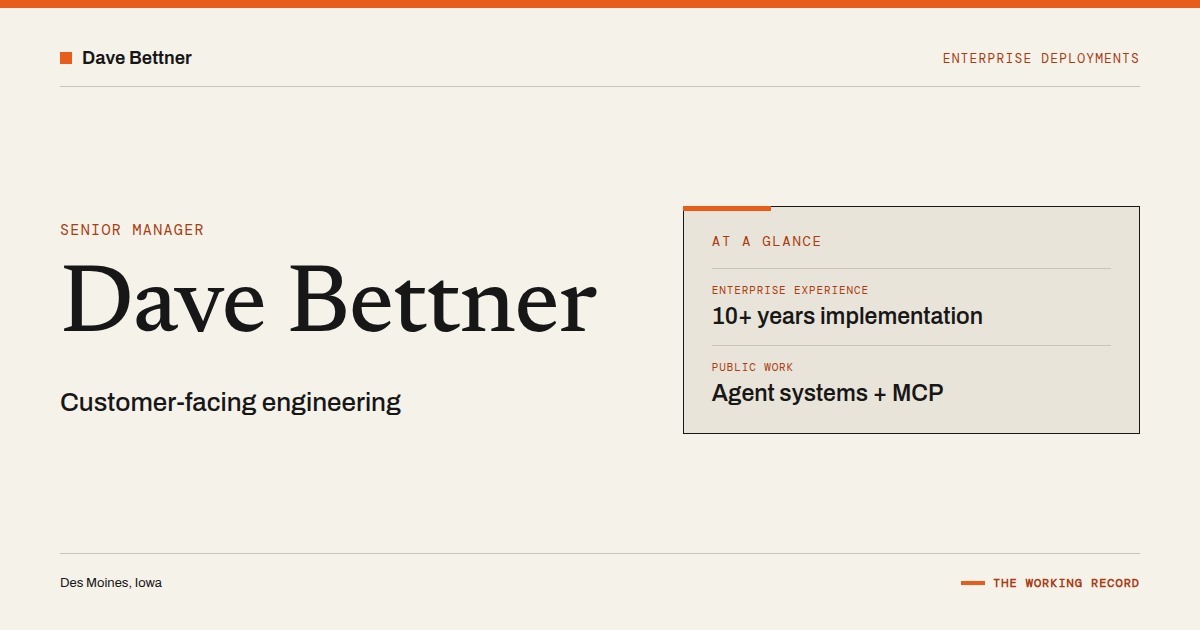 Dave Bettner
ENTERPRISE DEPLOYMENTS
SENIOR MANAGER
Dave Bettner
Customer-facing engineering
AT A GLANCE
ENTERPRISE EXPERIENCE
10+ years implementation
PUBLIC WORK
Agent systems + MCP
Des Moines, Iowa
THE WORKING RECORD